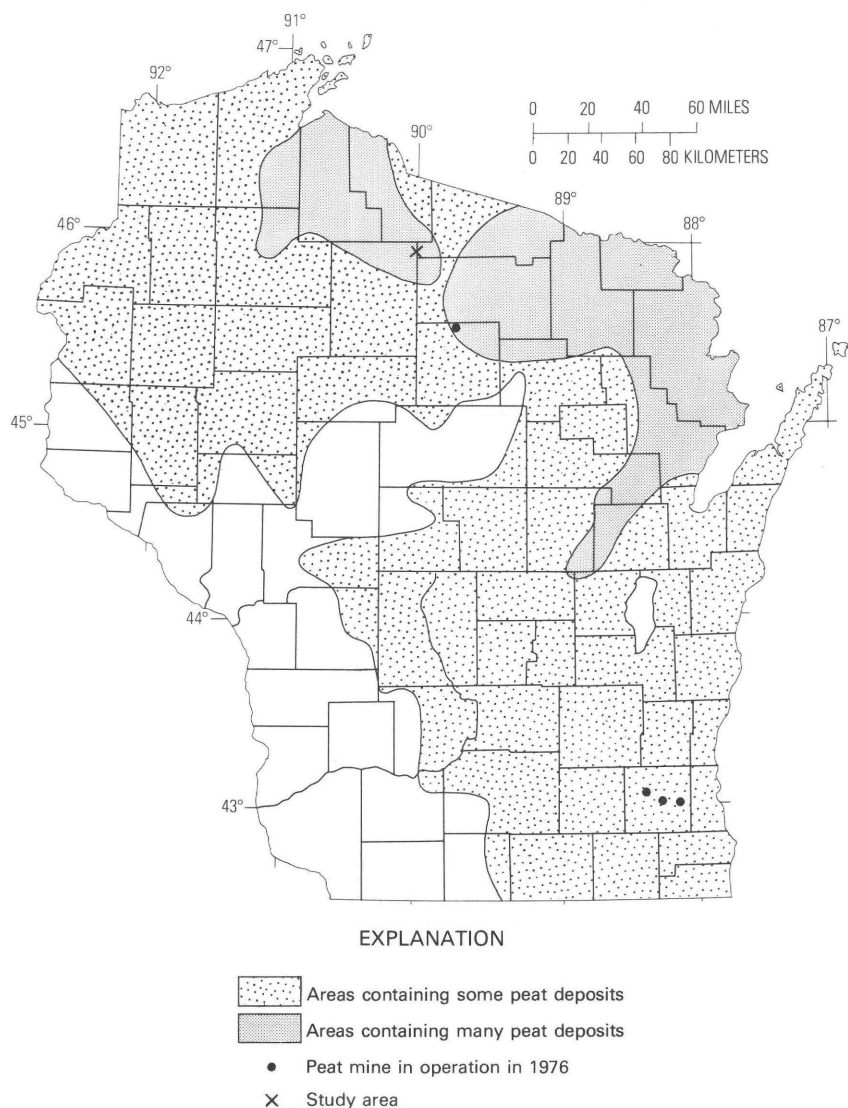 91°
47°
92°
90°
0 20 40 60 MILES
0 20 40 60 80 KILOMETERS
89°
88°
46°
87°
45°
44°
43°
EXPLANATION
Areas containing some peat deposits
Areas containing many peat deposits
Peat mine in operation in 1976
Study area